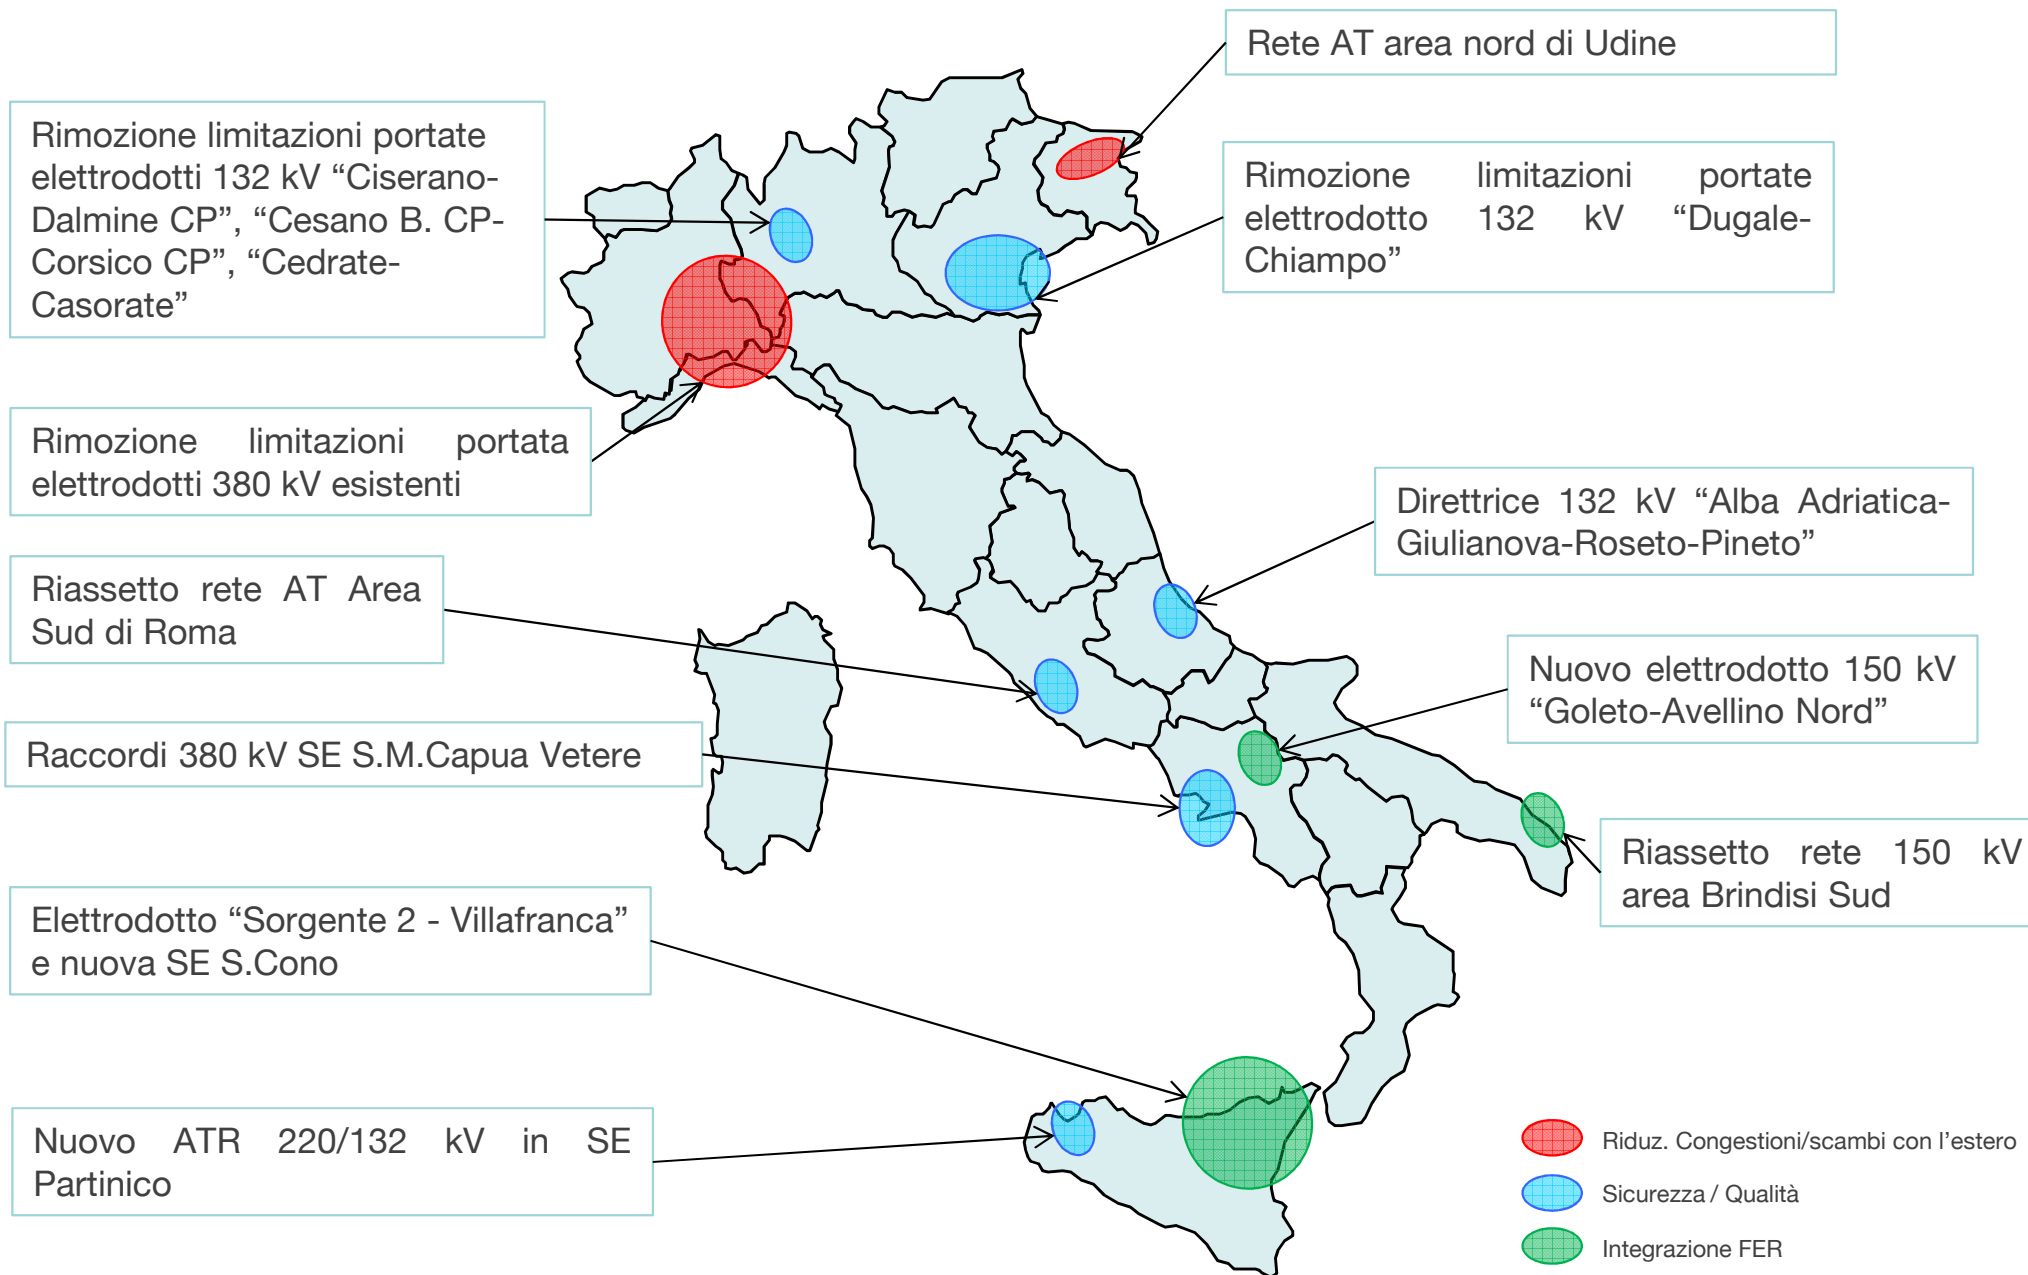 Rete AT area nord di Udine
Rimozione limitazioni portate
elettrodotti 132 kV “Ciserano-
Dalmine CP”, “Cesano B. CP-
Corsico CP”, “Cedrate-
Casorate”
Rimozione limitazioni portate
elettrodotto 132 kV “Dugale-
Chiampo”
Rimozione limitazioni portata
elettrodotti 380 kV esistenti
Direttrice 132 kV “Alba Adriatica-
Giulianova-Roseto-Pineto”
Riassetto rete AT Area
Sud di Roma
Nuovo elettrodotto 150 kV
“Goleto-Avellino Nord”
Raccordi 380 kV SE S.M.Capua Vetere
Riassetto rete 150 kV
area Brindisi Sud
Elettrodotto “Sorgente 2 - Villafranca”
e nuova SE S.Cono
Nuovo ATR 220/132 kV in SE
Partinico
Riduz. Congestioni/scambi con l’estero
Sicurezza / Qualità
Integrazione FER